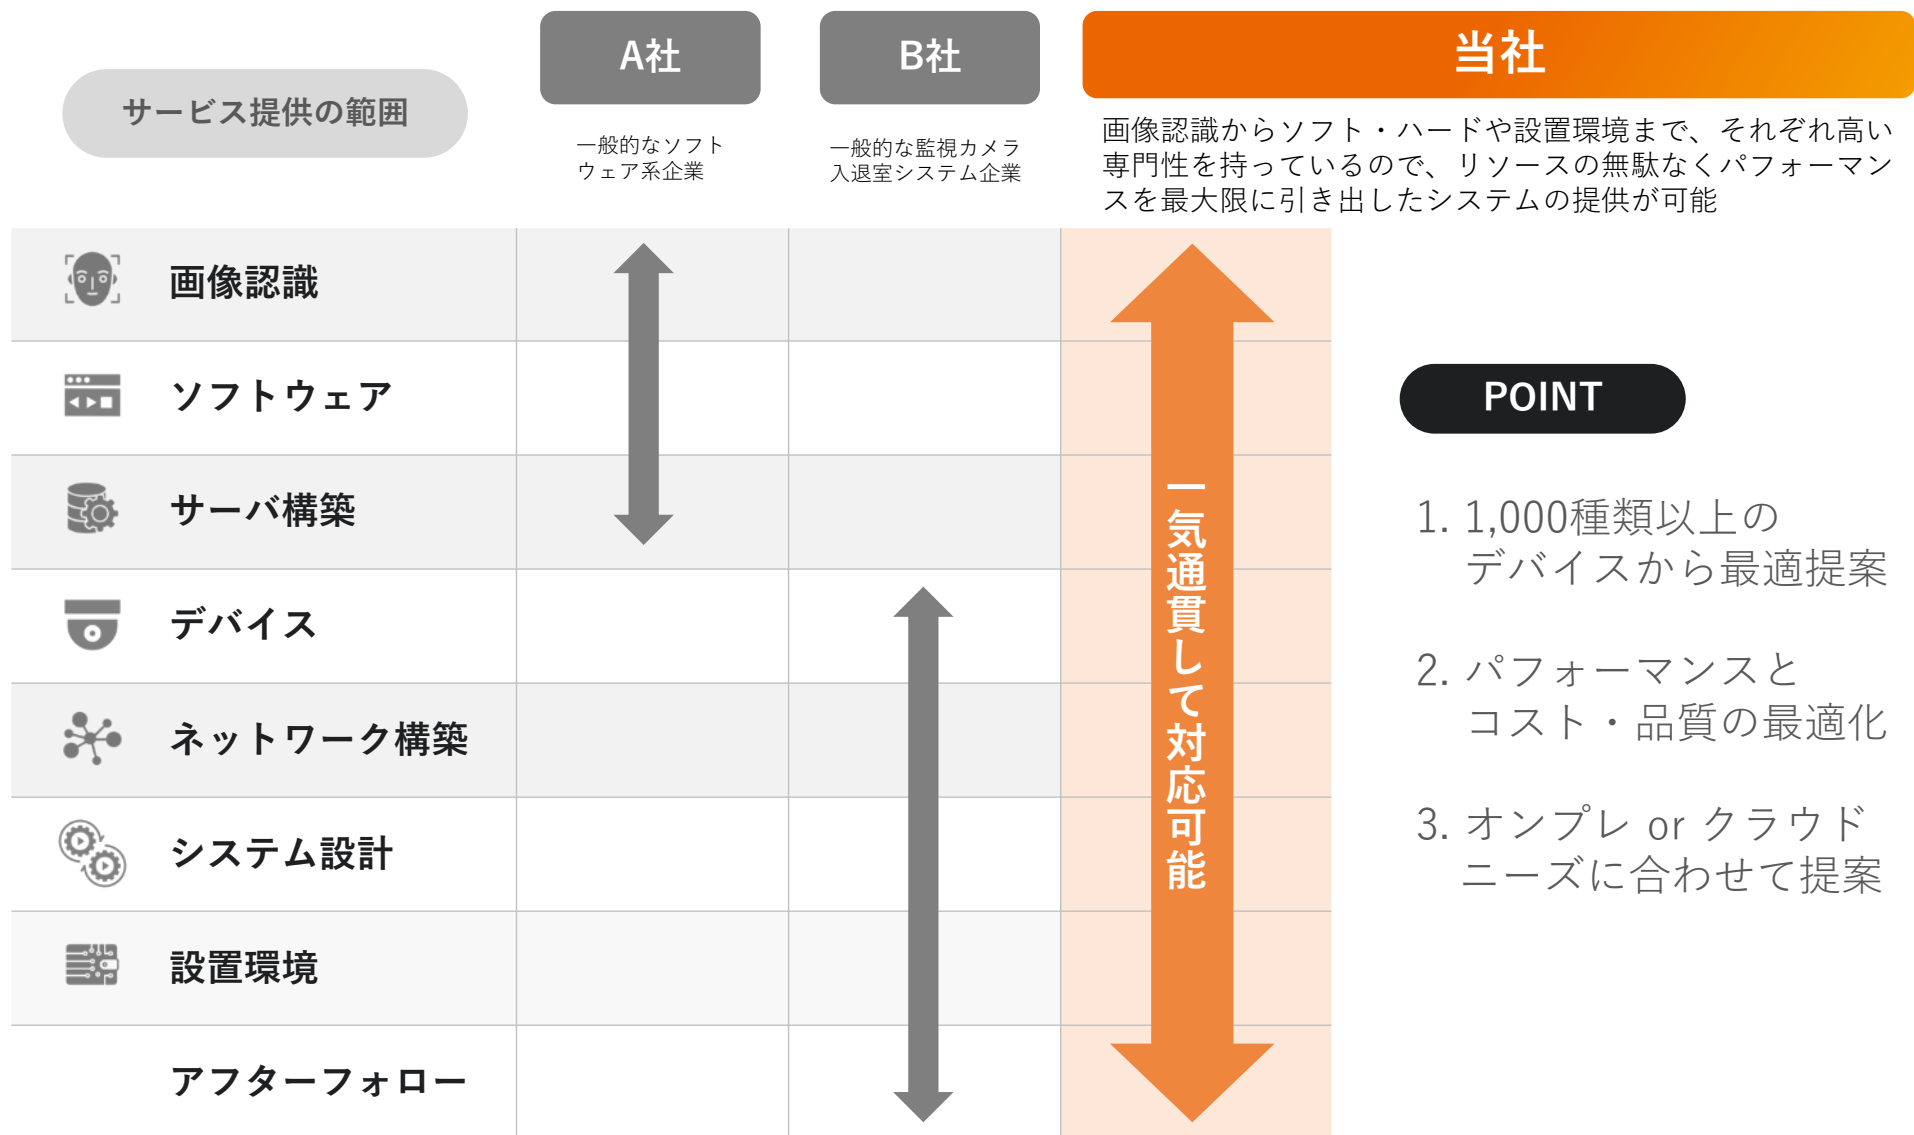 サービス提供の範囲
A社
B社
当社
一般的なソフト
ウェア系企業
一般的な監視カメラ
入退室システム企業
画像認識からソフト・ハードや設置環境まで、それぞれ高い
専門性を持っているので、リソースの無駄なくパフォーマン
スを最大限に引き出したシステムの提供が可能
画像認識
ソフトウェア
サーバ構築
デバイス
ネットワーク構築
システム設計
設置環境
アフターフォロー
一気通貫して対応可能
POINT
1. 1,000種類以上の
デバイスから最適提案
2. パフォーマンスと
コスト・品質の最適化
3. オンプレ or クラウド
ニーズに合わせて提案